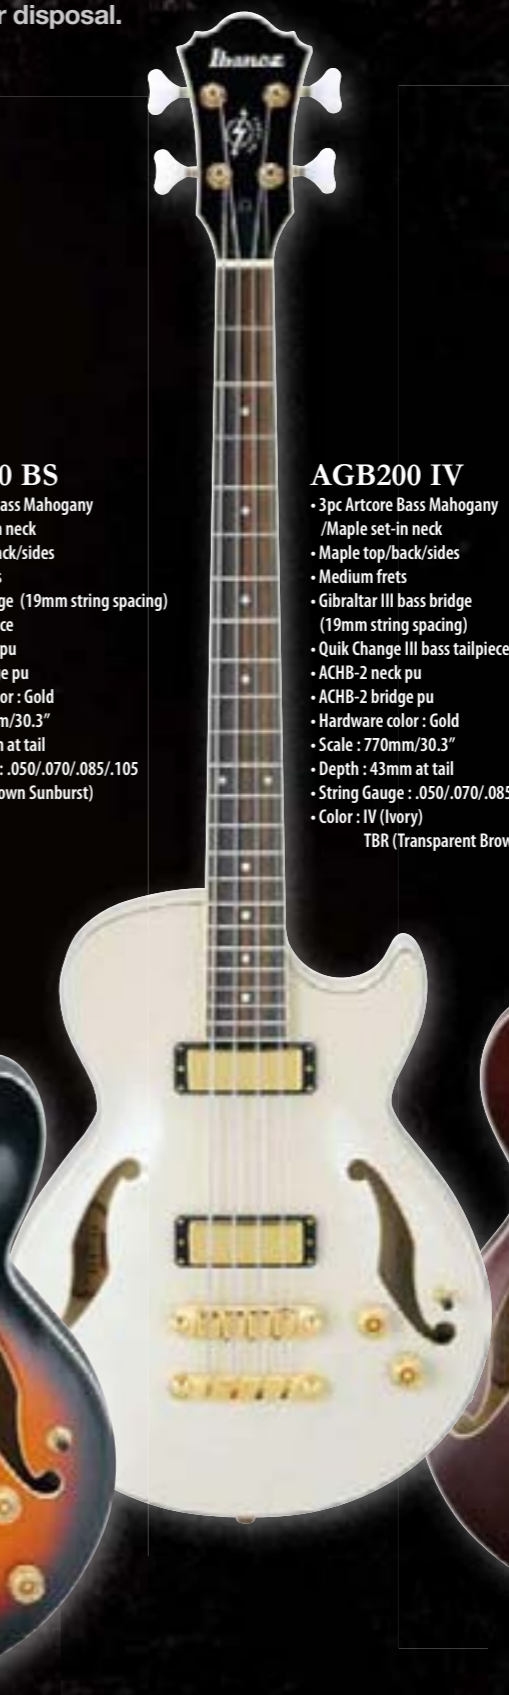 r disposal.
Ibanez
0 BS
ass Mahogany
n neck
ck/sides
s
ge (19mm string spacing)
ce
pu
e pu
or : Gold
m/30.3”
n at tail
: .050/.070/.085/.105
own Sunburst)
AGB200 IV
• 3pc Artcore Bass Mahogany
/Maple set-in neck
• Maple top/back/sides
• Medium frets
• Gibraltar III bass bridge
(19mm string spacing)
• Quik Change III bass tailpiece
• ACHB-2 neck pu
• ACHB-2 bridge pu
• Hardware color : Gold
• Scale : 770mm/30.3”
• Depth : 43mm at tail
• String Gauge : .050/.070/.085
• Color : IV (Ivory)
TBR (Transparent Brow